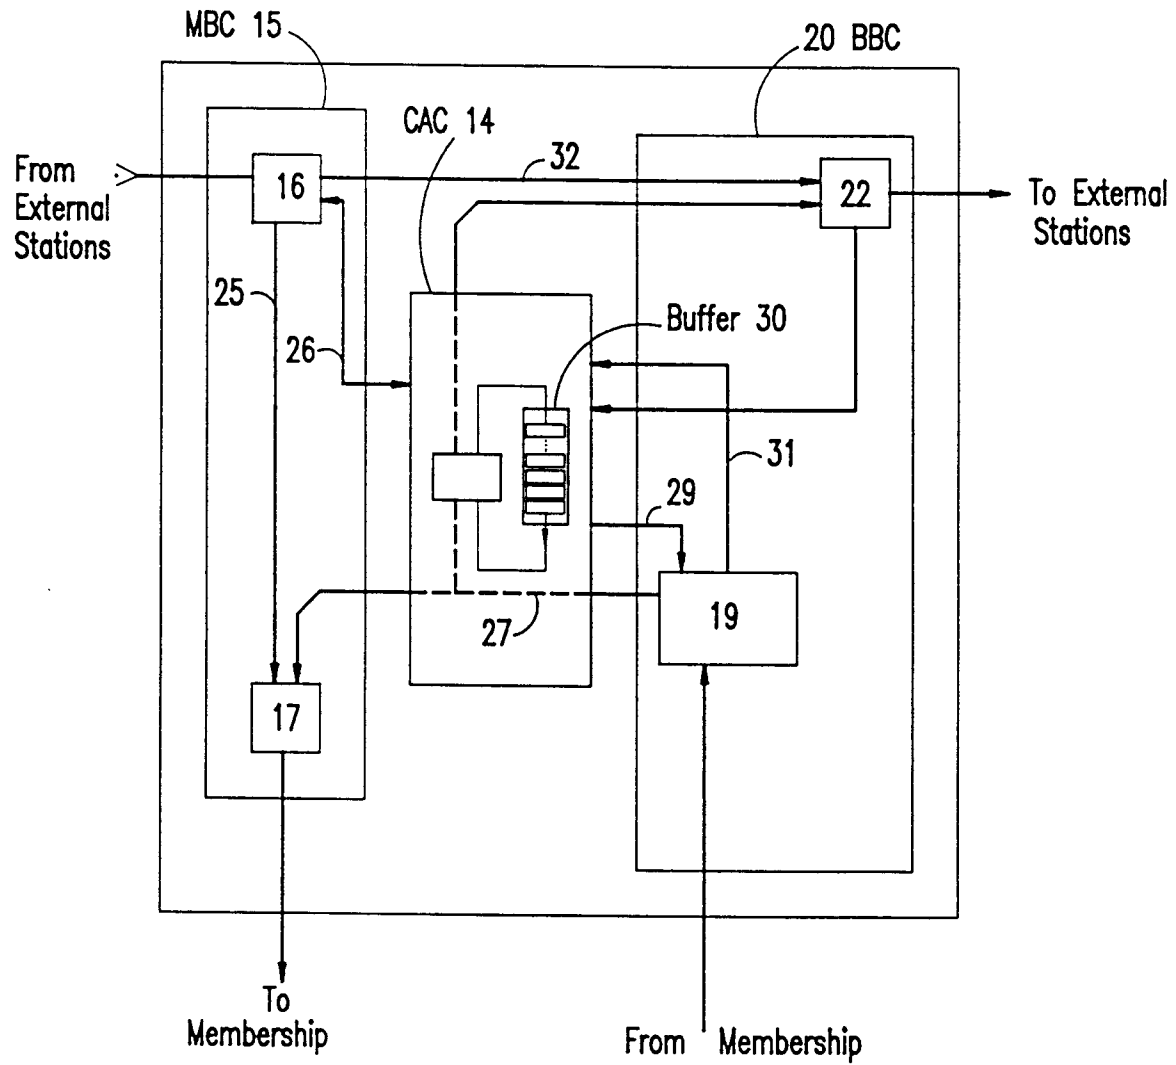 MBC 15
20 BBC
CAC 14
From
External
Stations
16
32
22
To External
Stations
25
26
Buffer 30
31
29
27
19
17
To
Membership
From Membership